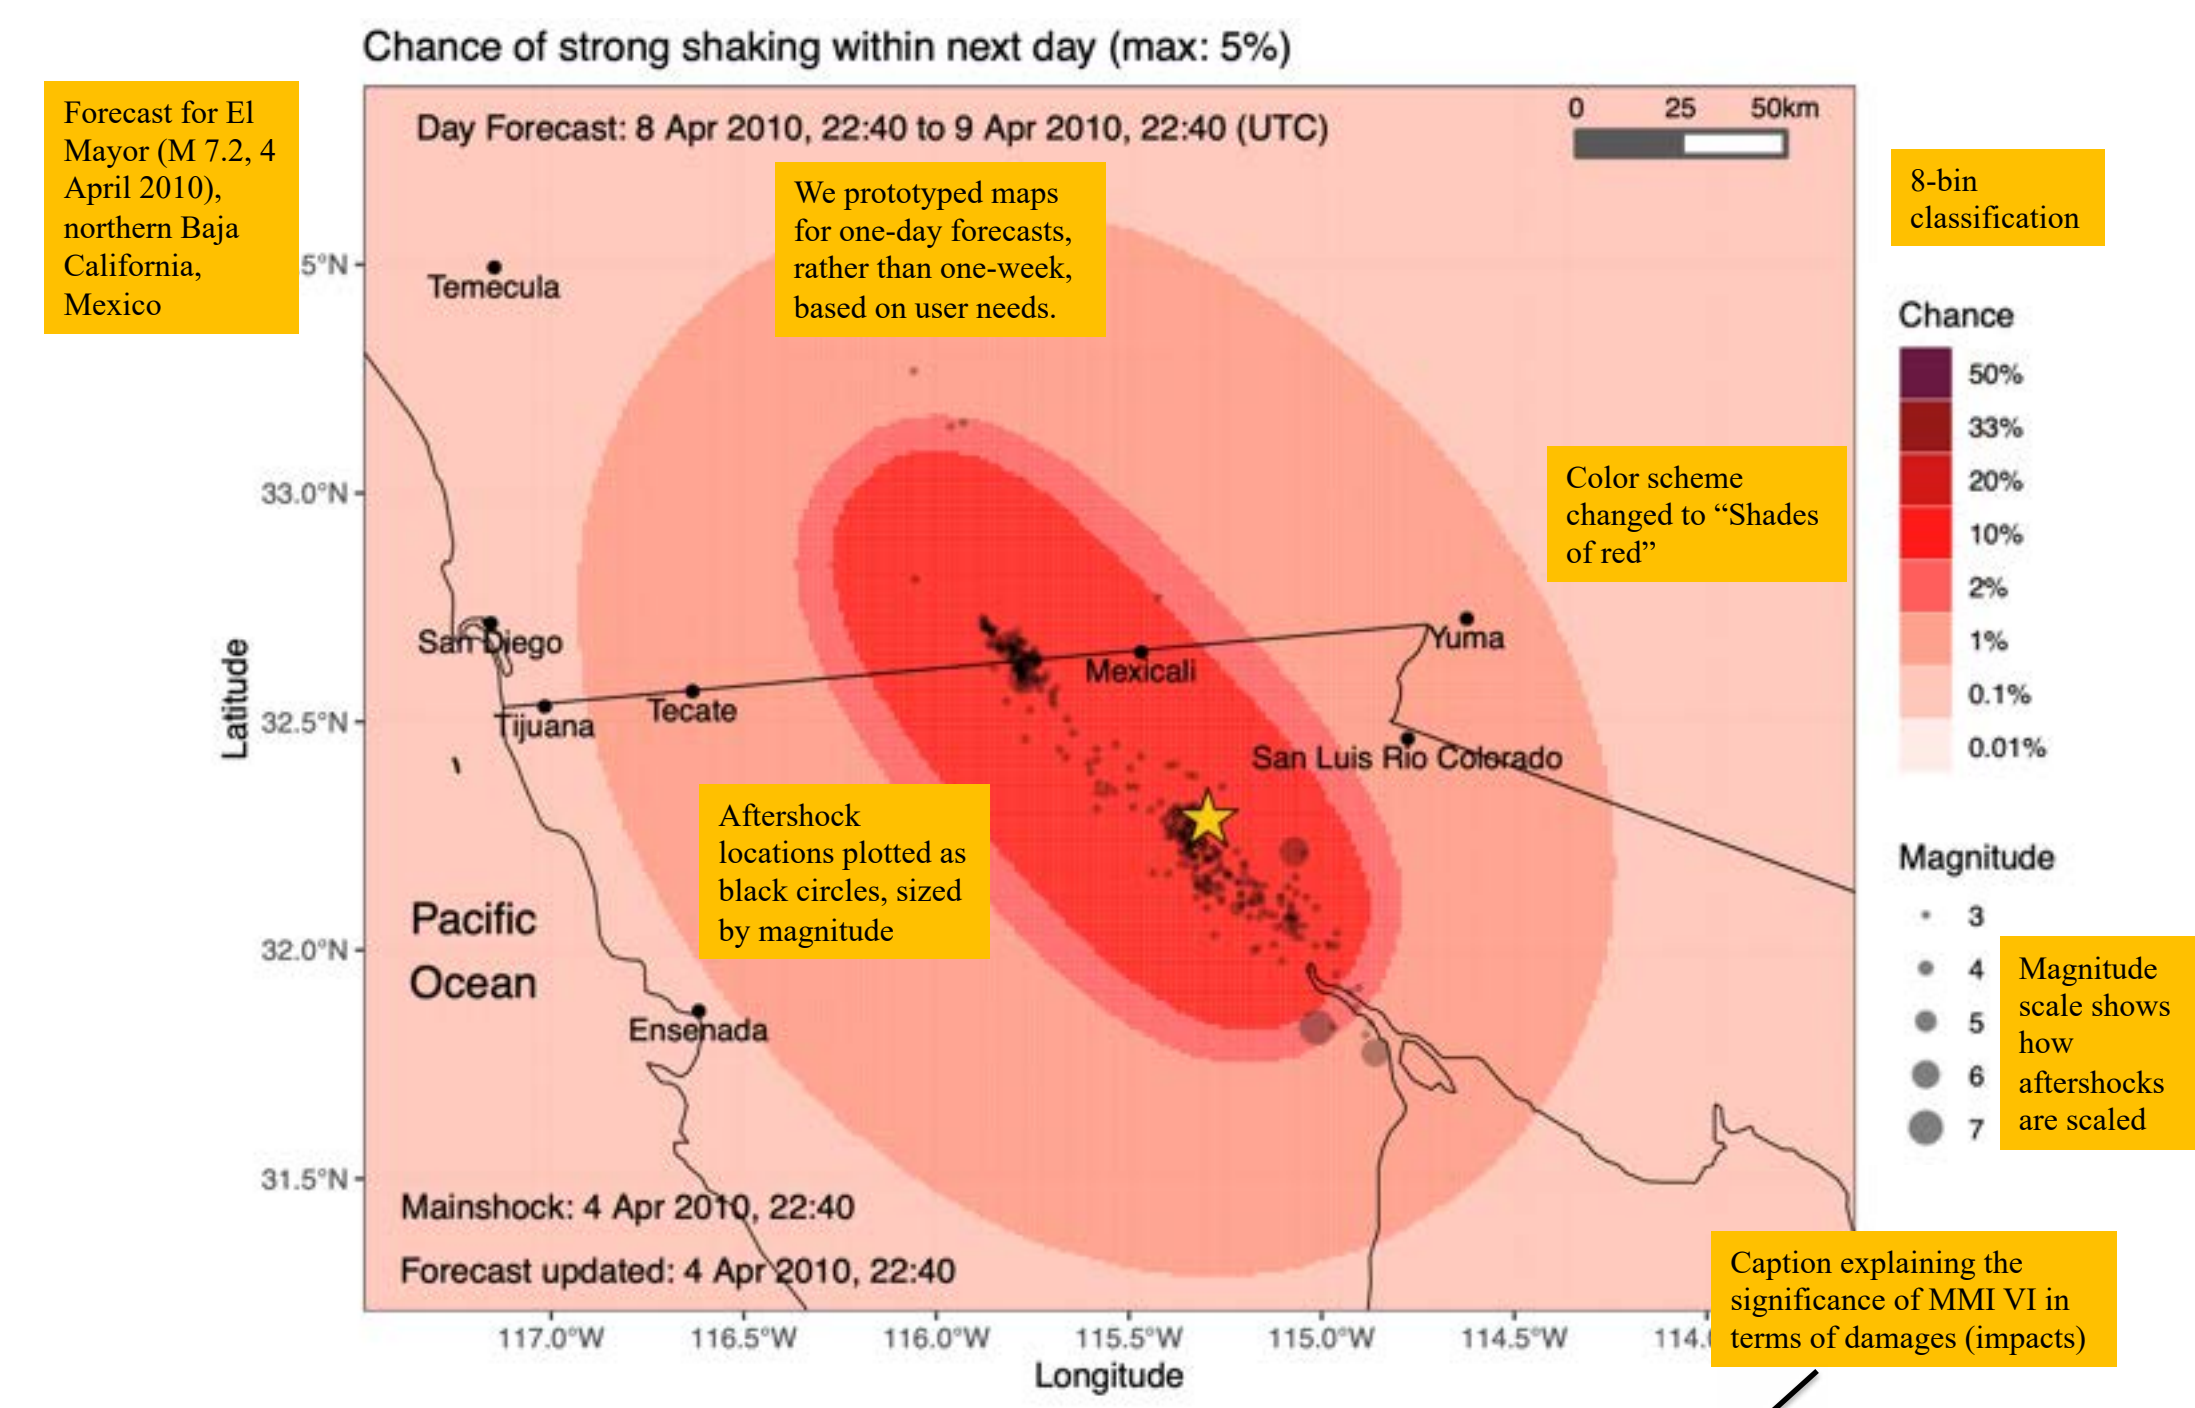 Chance of strong shaking within next day (max: 5%)
Forecast for El
Mayor (M 7.2, 4
April 2010),
northern Baja
California,
Mexico
Day Forecast: 8 Apr 2010, 22:40 to 9 Apr 2010, 22:40 (UTC)
0 25 50km
We prototyped maps
for one-day forecasts,
rather than one-week,
based on user needs.
8-bin
classification
5°N
Temecula
Chance
50%
33%
20%
10%
2%
1%
0.1%
0.01%
Color scheme
changed to “Shades
of red”
33.0°N
San Diego
Yuma
Mexicali
Tecate
Tijuana
Latitude
32.5°N
San Luis Rio Colorado
Aftershock
locations plotted as
black circles, sized
by magnitude
Magnitude
3
4
5
6
7
Magnitude
scale shows
how
aftershocks
are scaled
Pacific
Ocean
32.0°N
Ensenada
31.5°N
Mainshock: 4 Apr 2010, 22:40
Forecast updated: 4 Apr 2010, 22:40
Caption explaining the
significance of MMI VI in
terms of damages (impacts)
117.0°W 116.5°W 116.0°W 115.5°W 115.0°W 114.5°W 114.0
Longitude